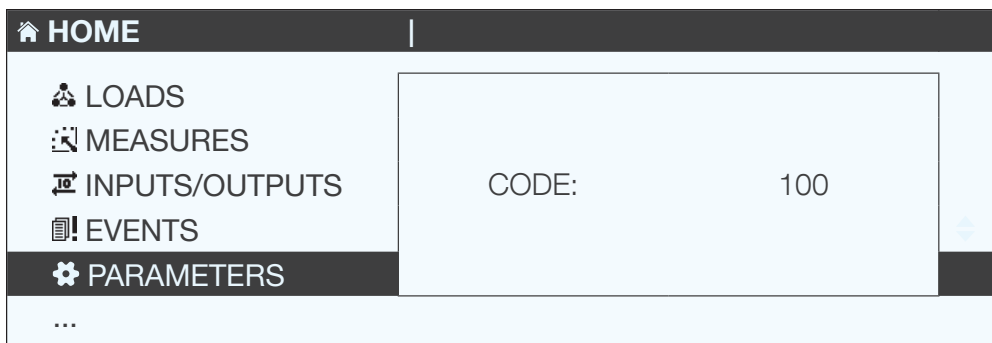 HOME |
LOADS
MEASURES
INPUTS/OUTPUTS
CODE: 100
EVENTS
PARAMETERS
...